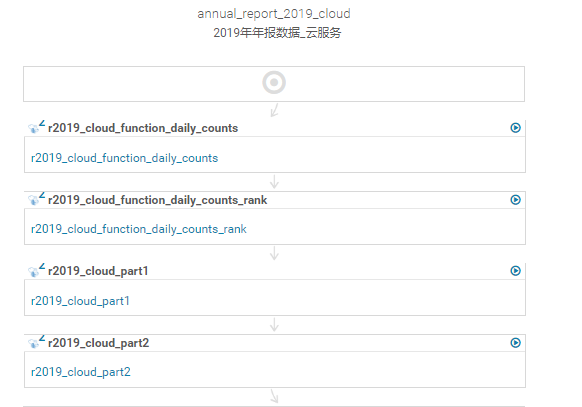 annual_report_2019_cloud
2019年年报数据_云服务
r2019_cloud_function_daily_counts
r2019_cloud_function_daily_counts
r2019_cloud_function_daily_counts_rank
r2019_cloud_function_daily_counts_rank
r2019_cloud_part1
r2019_cloud_part1
r2019_cloud_part2
r2019_cloud_part2